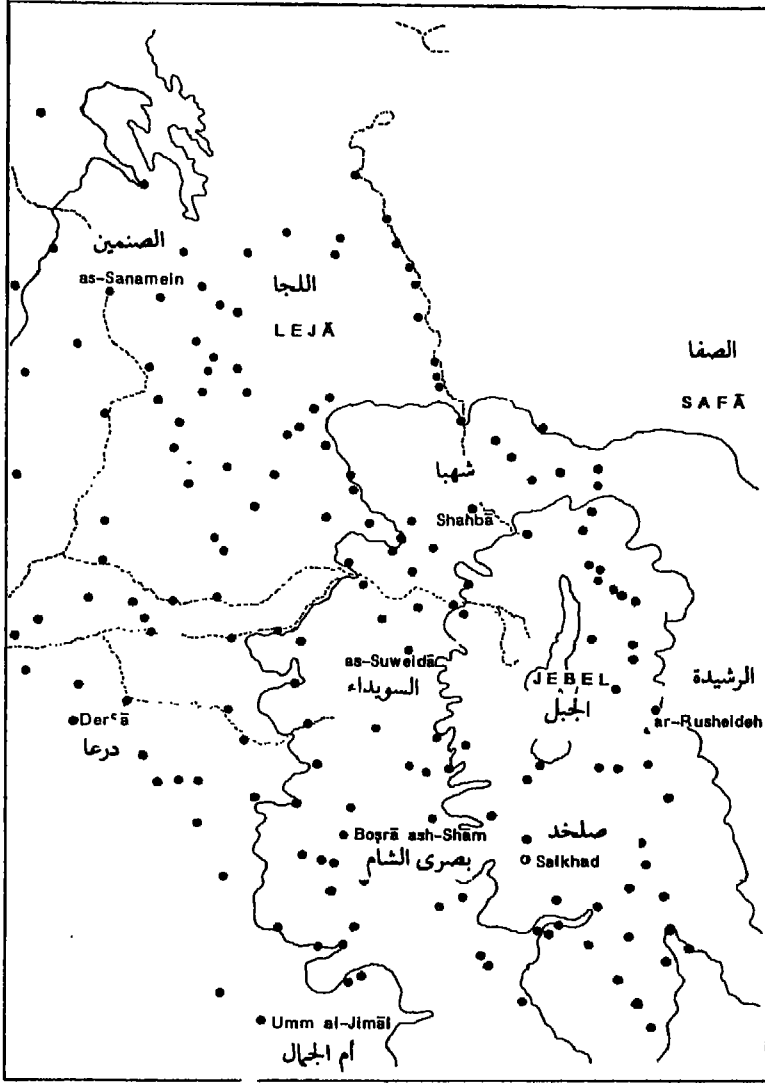 الصنمين
as-Sanamein
اللجا
LEJĀ
الصفا
SAFĀ
شهبا
Shahbā
as-Suweidā
السويداء
JEBEL
الجبل
الرشيدة
ar-Rusheideh
Derʿā
درعا
Boṣrā ash-Shām
بصرى الشام
صلخد
Salkhad
Umm al-Jimāl
أم الجمال